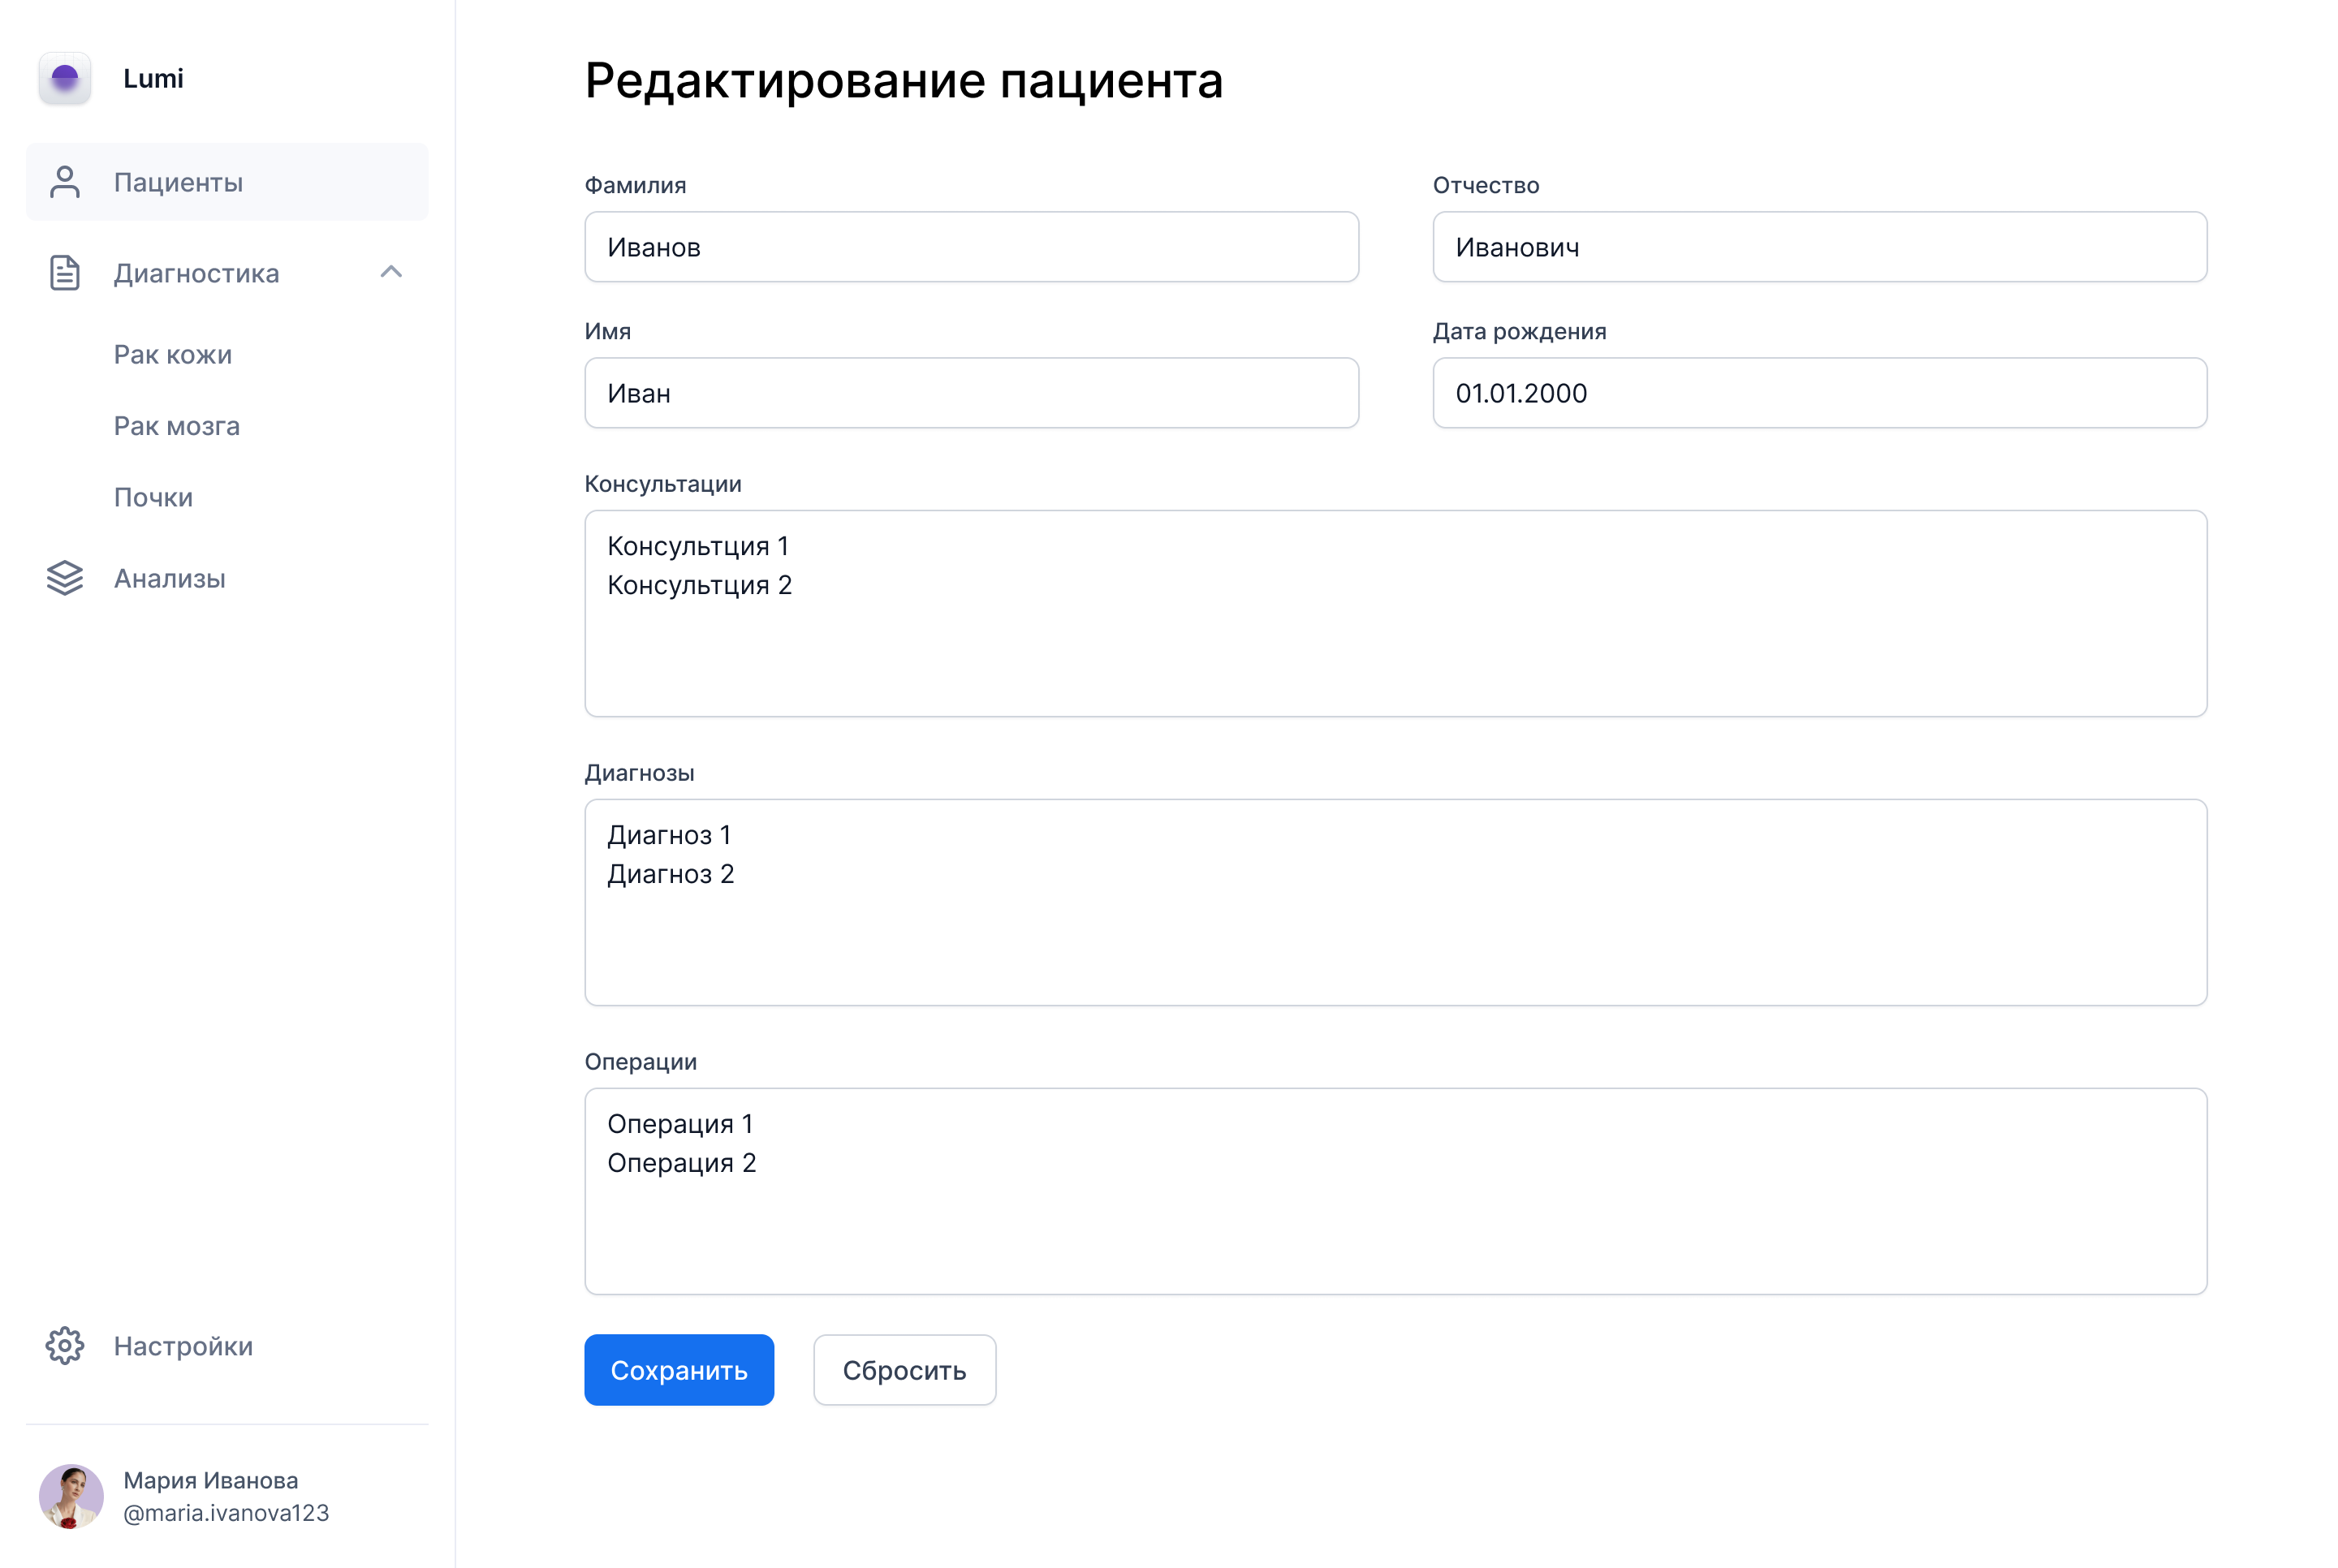 Lumi
Пациенты
Диагностика
Рак кожи
Рак мозга
Почки
Анализы
Настройки
Мария Иванова
@maria.ivanova123
Редактирование пациента
Фамилия
Иванов
Отчество
Иванович
Имя
Иван
Дата рождения
01.01.2000
Консультации
Консультция 1
Консультция 2
Диагнозы
Диагноз 1
Диагноз 2
Операции
Операция 1
Операция 2
Сохранить
Сбросить